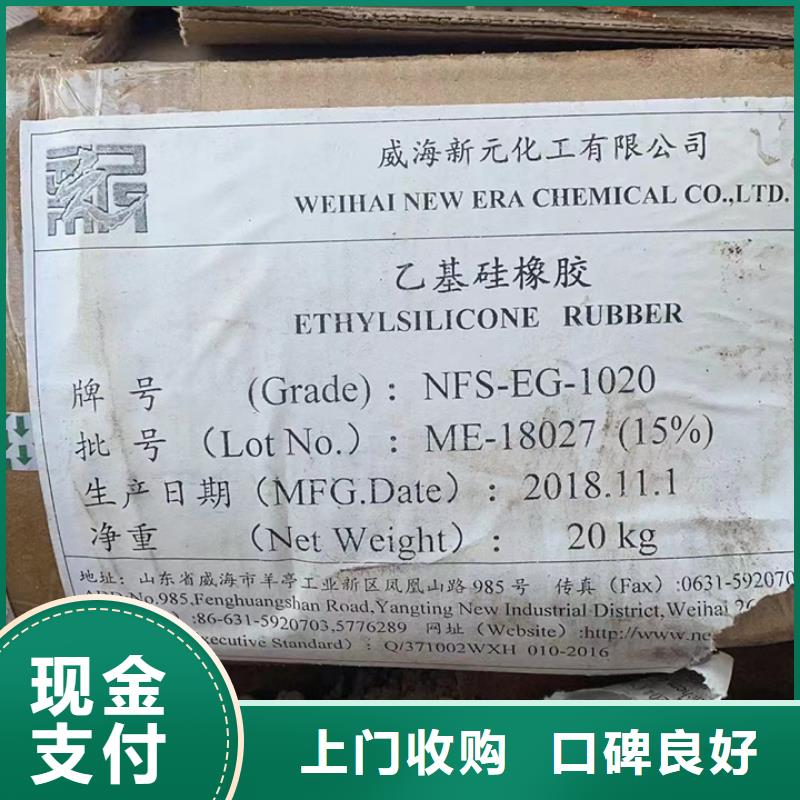 威海新元化工有限公司
WEIHAI NEW ERA CHEMICAL CO.,LTD.
乙基硅橡胶
ETHYLSILICONE RUBBER
牌号 (Grade)：NFS-EG-1020
批号（Lot No.）：ME-18027 (15%)
生产日期（MFG.Date）：2018.11.1
净重 （Net Weight）： 20 kg
地址：山东省威海市羊亭工业新区凤凰山路985号 传真（Fax）:0631-592070
No,985,Fenghuangshan Road,Yangting New Industrial District,Weihai
:86-631-5920703,5776289 网址（Website）:http://www.ne
Executive Standard）：Q/371002WXH 010-2016
现金
支付
上门收购 口碑良好